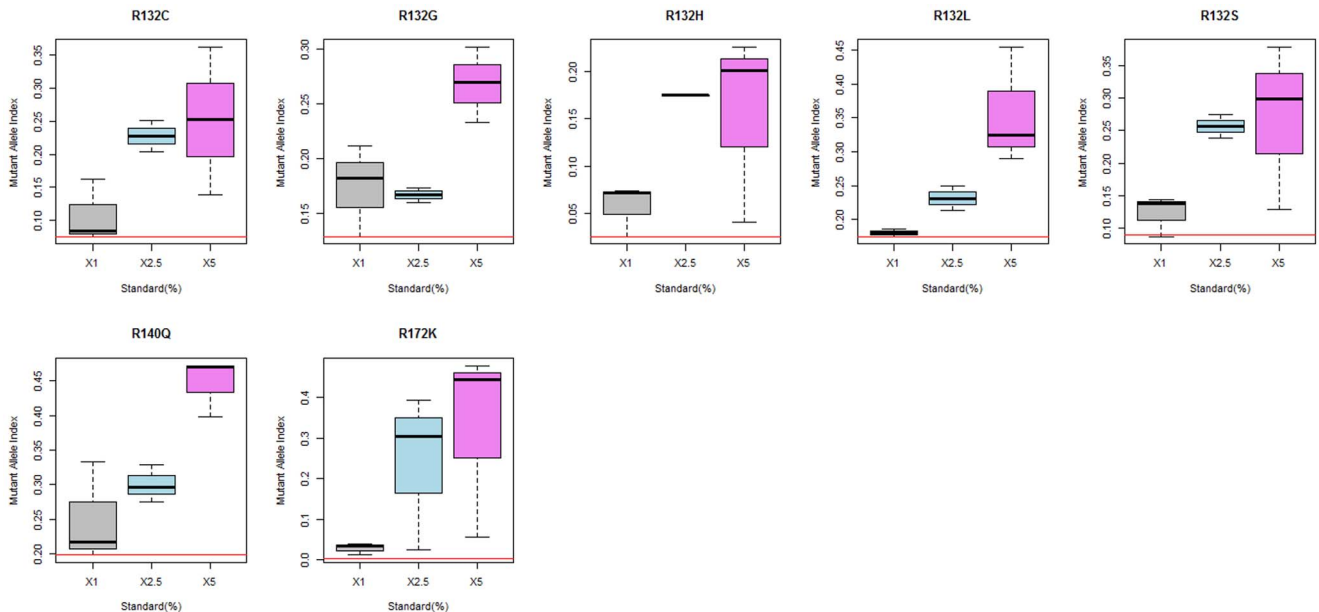 R132C
R132G
R132H
R132L
R132S
Mutant Allele Index
0.10 0.15 0.20 0.25 0.30 0.35
X1 X2.5 X5
Standard(%)
Mutant Allele Index
0.15 0.20 0.25 0.30
X1 X2.5 X5
Standard(%)
Mutant Allele Index
0.05 0.10 0.15 0.20
X1 X2.5 X5
Standard(%)
Mutant Allele Index
0.20 0.25 0.30 0.35 0.40 0.45
X1 X2.5 X5
Standard(%)
Mutant Allele Index
0.10 0.15 0.20 0.25 0.30 0.35
X1 X2.5 X5
Standard(%)
R140Q
R172K
Mutant Allele Index
0.20 0.25 0.30 0.35 0.40 0.45
X1 X2.5 X5
Standard(%)
Mutant Allele Index
0.0 0.1 0.2 0.3 0.4
X1 X2.5 X5
Standard(%)